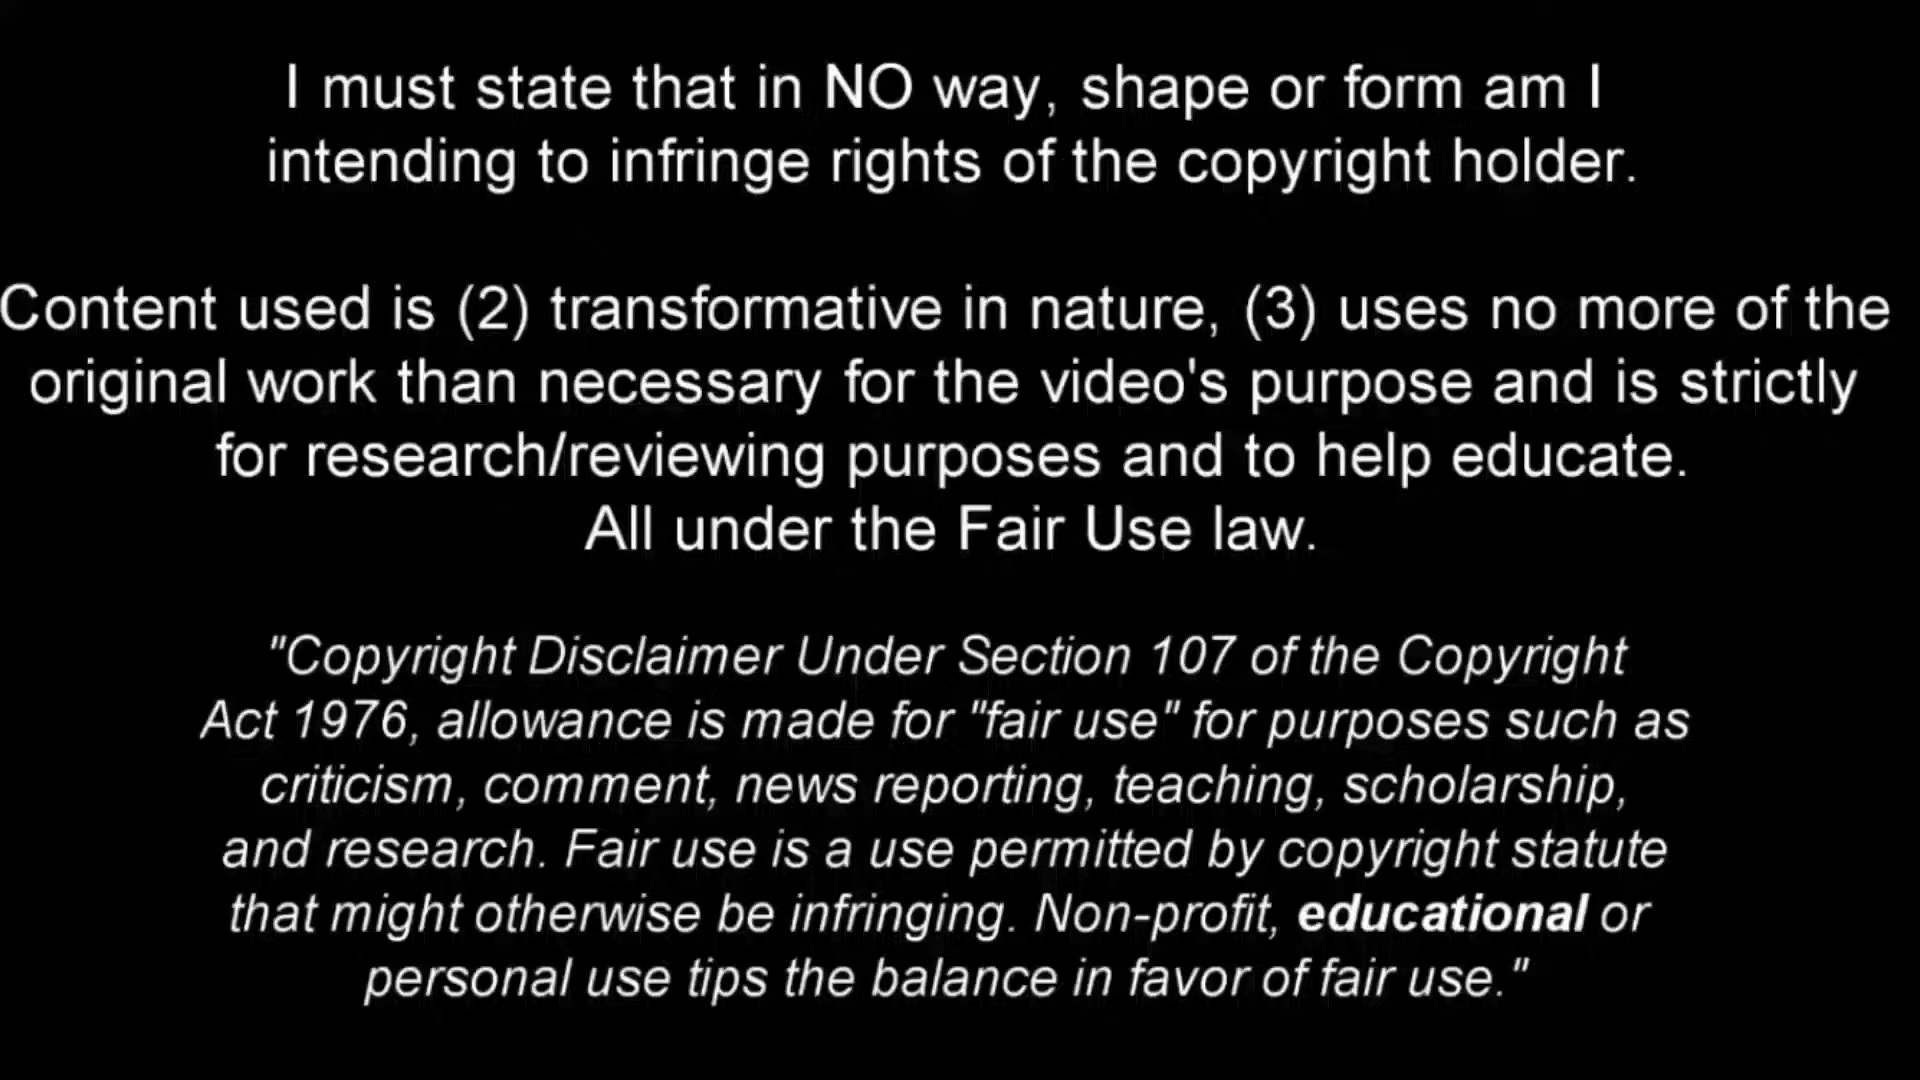 I must state that in NO way, shape or form am I
intending to infringe rights of the copyright holder.
Content used is (2) transformative in nature, (3) uses no more of the
original work than necessary for the video's purpose and is strictly
for research/reviewing purposes and to help educate.
All under the Fair Use law.
"Copyright Disclaimer Under Section 107 of the Copyright
Act 1976, allowance is made for "fair use" for purposes such as
criticism, comment, news reporting, teaching, scholarship,
and research. Fair use is a use permitted by copyright statute
that might otherwise be infringing. Non-profit, educational or
personal use tips the balance in favor of fair use."